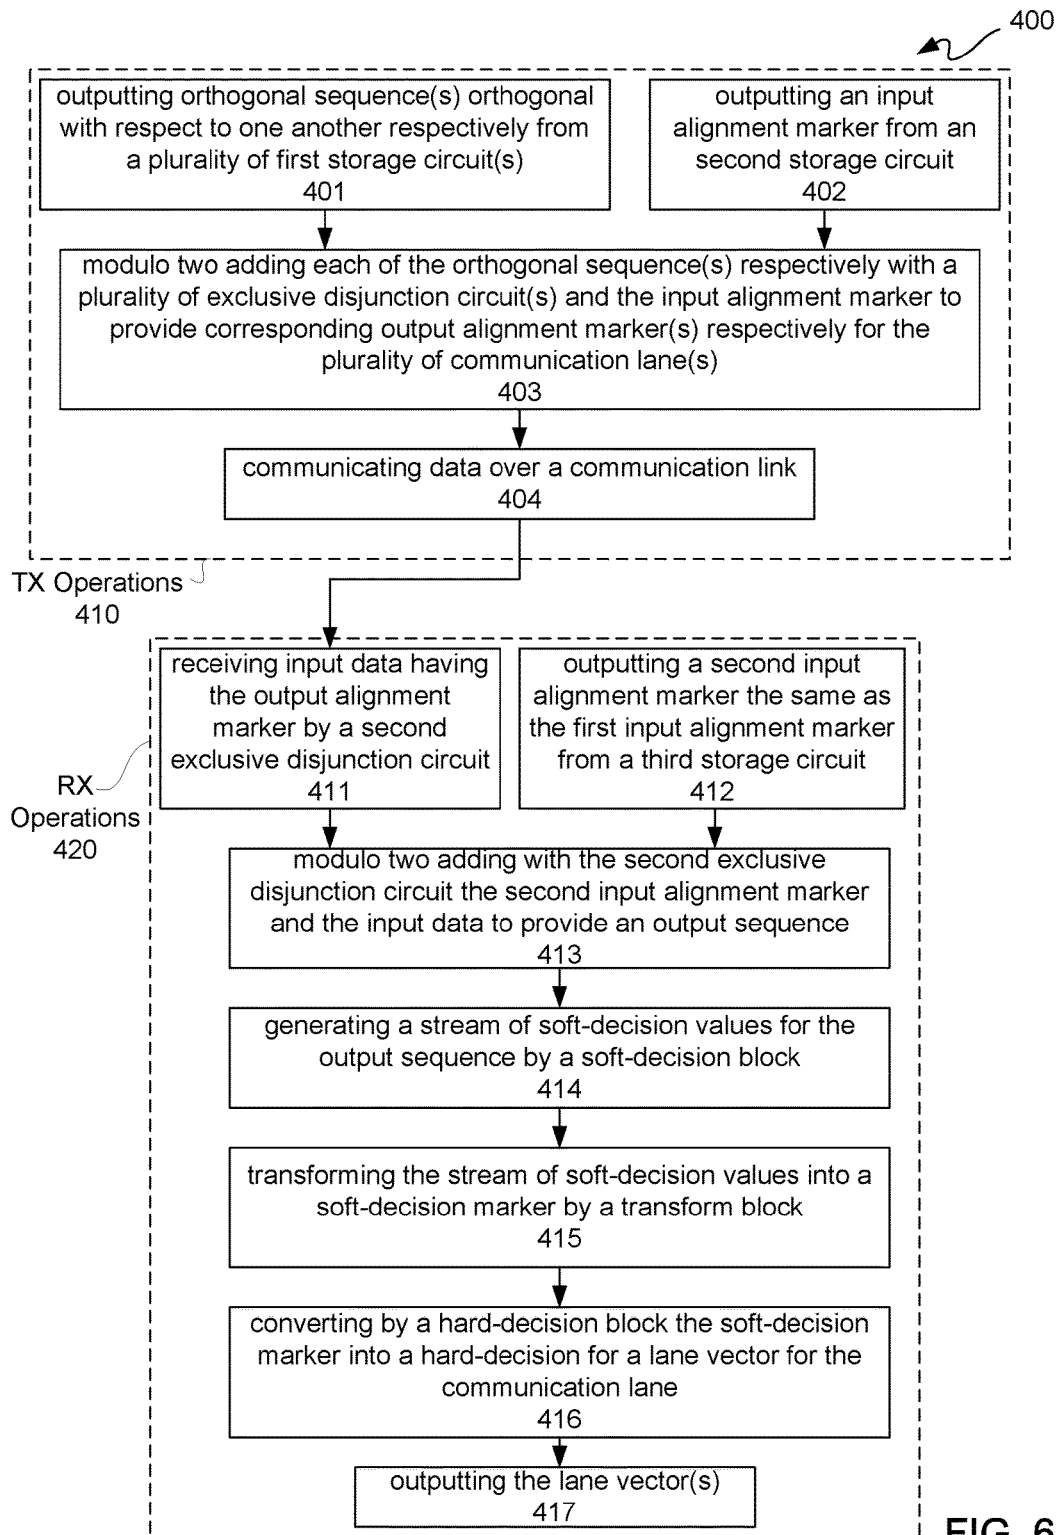 400
outputting orthogonal sequence(s) orthogonal
with respect to one another respectively from
a plurality of first storage circuit(s)
401
outputting an input
alignment marker from an
second storage circuit
402
modulo two adding each of the orthogonal sequence(s) respectively with a
plurality of exclusive disjunction circuit(s) and the input alignment marker to
provide corresponding output alignment marker(s) respectively for the
plurality of communication lane(s)
403
communicating data over a communication link
404
TX Operations
410
receiving input data having
the output alignment
marker by a second
exclusive disjunction circuit
411
outputting a second input
alignment marker the same as
the first input alignment marker
from a third storage circuit
412
RX
Operations
420
modulo two adding with the second exclusive
disjunction circuit the second input alignment marker
and the input data to provide an output sequence
413
generating a stream of soft-decision values for the
output sequence by a soft-decision block
414
transforming the stream of soft-decision values into a
soft-decision marker by a transform block
415
converting by a hard-decision block the soft-decision
marker into a hard-decision for a lane vector for the
communication lane
416
outputting the lane vector(s)
417
FIG. 6